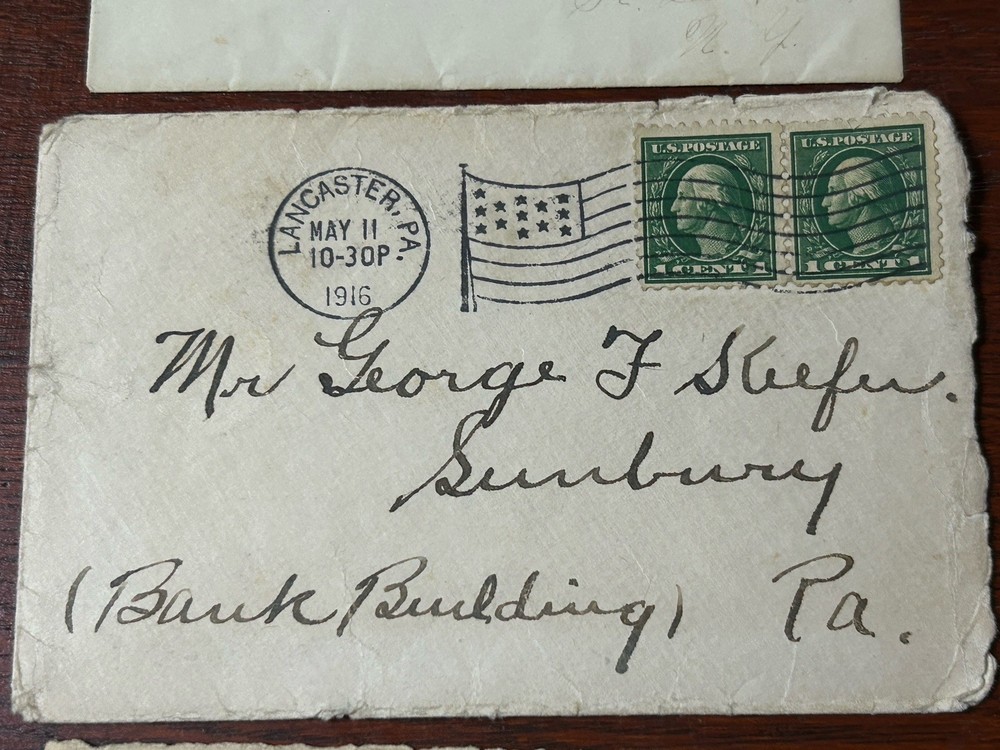 N. Y.
U.S. POSTAGE
1 CENT 1
U.S. POSTAGE
1 CENT 1
LANCASTER, PA.
MAY 11
10-30P
1916
Mr George F Keefer.
Sunbury
(Bank Building) Pa.